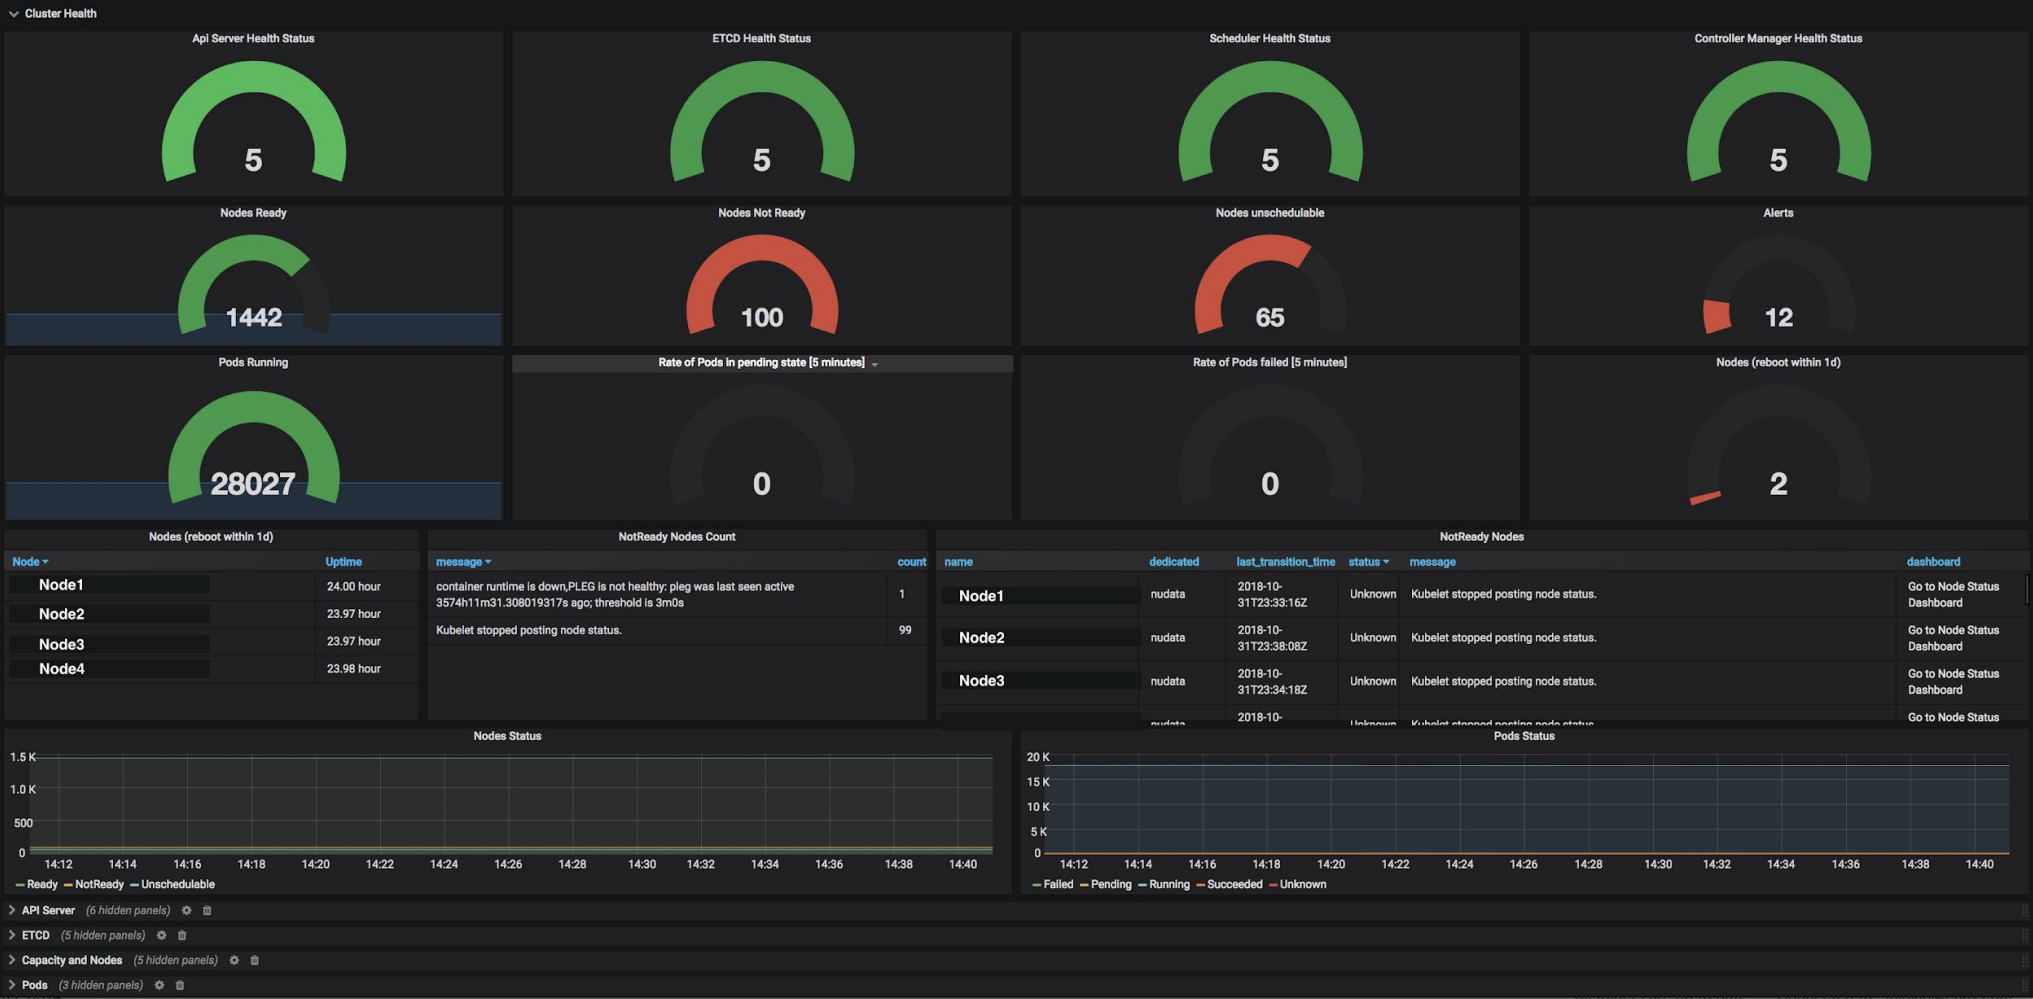 Cluster Health
Api Server Health Status
ETCD Health Status
Scheduler Health Status
Controller Manager Health Status
5
5
5
5
Nodes Ready
Nodes Not Ready
Nodes unschedulable
Alerts
1442
100
65
12
Pods Running
Rate of Pods in pending state [5 minutes]
Rate of Pods failed [5 minutes]
Nodes (reboot within 1d)
28027
0
0
2
Nodes (reboot within 1d)
Node Uptime
Node1 24.00 hour
Node2 23.97 hour
Node3 23.97 hour
Node4 23.98 hour
NotReady Nodes Count
message count
container runtime is down,PLEG is not healthy: pleg was last seen active
3574h11m31.308019317s ago; threshold is 3m0s
1
Kubelet stopped posting node status. 99
NotReady Nodes
name dedicated last_transition_time status message dashboard
Node1 nudata 2018-10-31T23:33:16Z Unknown Kubelet stopped posting node status. Go to Node Status Dashboard
Node2 nudata 2018-10-31T23:38:08Z Unknown Kubelet stopped posting node status. Go to Node Status Dashboard
Node3 nudata 2018-10-31T23:34:18Z Unknown Kubelet stopped posting node status. Go to Node Status Dashboard
nudata 2018-10- Unknown Kubelet stopped posting node status. Go to Node Status
Nodes Status
1.5 K
1.0 K
500
0
14:12 14:14 14:16 14:18 14:20 14:22 14:24 14:26 14:28 14:30 14:32 14:34 14:36 14:38 14:40
Ready NotReady Unschedulable
Pods Status
20 K
15 K
10 K
5 K
0
14:12 14:14 14:16 14:18 14:20 14:22 14:24 14:26 14:28 14:30 14:32 14:34 14:36 14:38 14:40
Failed Pending Running Succeeded Unknown
API Server (6 hidden panels)
ETCD (5 hidden panels)
Capacity and Nodes (5 hidden panels)
Pods (3 hidden panels)